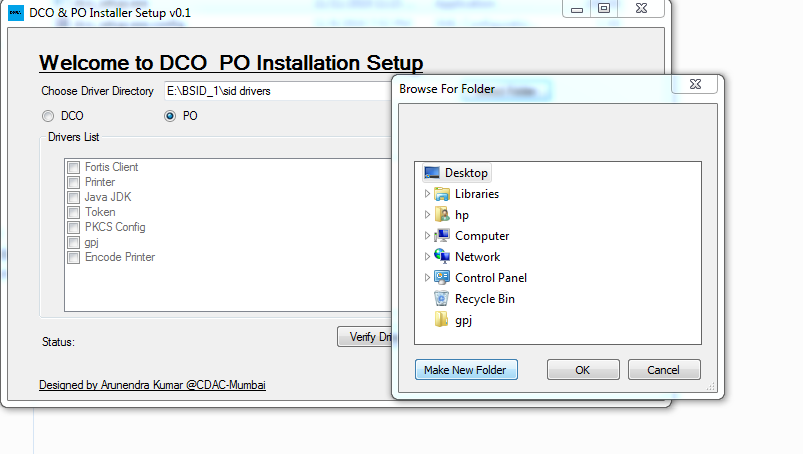 DCO & PO Installer Setup v0.1
Welcome to DCO PO Installation Setup
Choose Driver Directory E:\BSID_1\sid drivers
DCO PO
Drivers List
Fortis Client
Printer
Java JDK
Token
PKCS Config
gpj
Encode Printer
Status:
Verify Dri
Designed by Arunendra Kumar @CDAC-Mumbai
Browse For Folder
Desktop
Libraries
hp
Computer
Network
Control Panel
Recycle Bin
gpj
Make New Folder OK Cancel